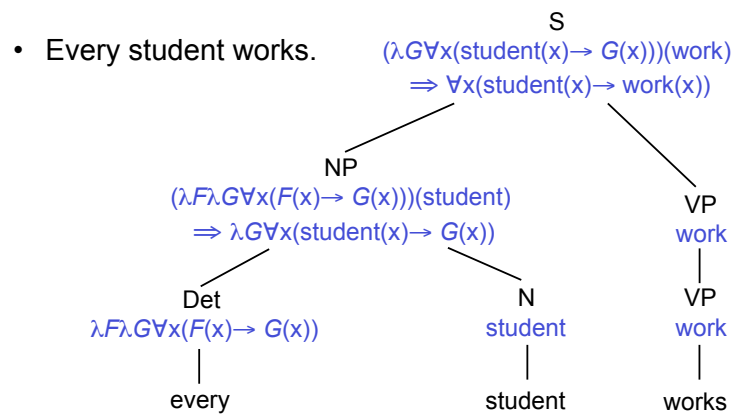 S
• Every student works.
(λG∀x(student(x)→ G(x)))(work)
⇒ ∀x(student(x)→ work(x))
NP
(λFλG∀x(F(x)→ G(x)))(student)
⇒ λG∀x(student(x)→ G(x))
VP
work
Det
λFλG∀x(F(x)→ G(x))
N
student
VP
work
every
student
works